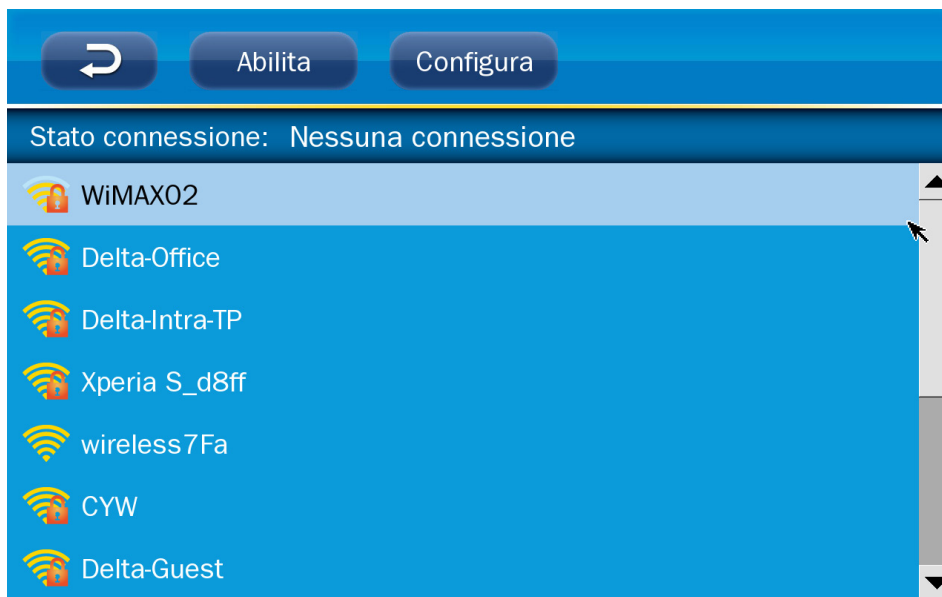 Abilita Configura
Stato connessione: Nessuna connessione
WiMAX02
Delta-Office
Delta-Intra-TP
Xperia S_d8ff
wireless7Fa
CYW
Delta-Guest